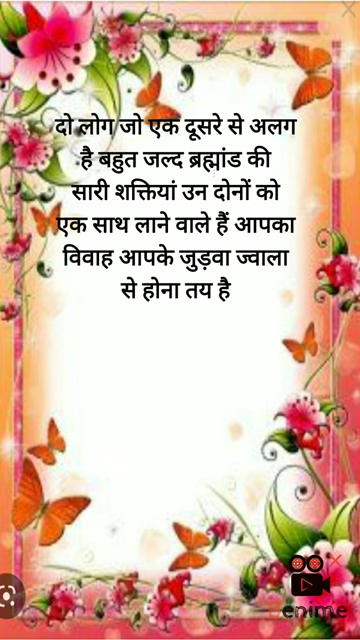 दो लोग जो एक दूसरे से अलग
है बहुत जल्द ब्रह्मांड की
सारी शक्तियां उन दोनों को
एक साथ लाने वाले हैं आपका
विवाह आपके जुड़वा ज्वाला
से होना तय है
enime